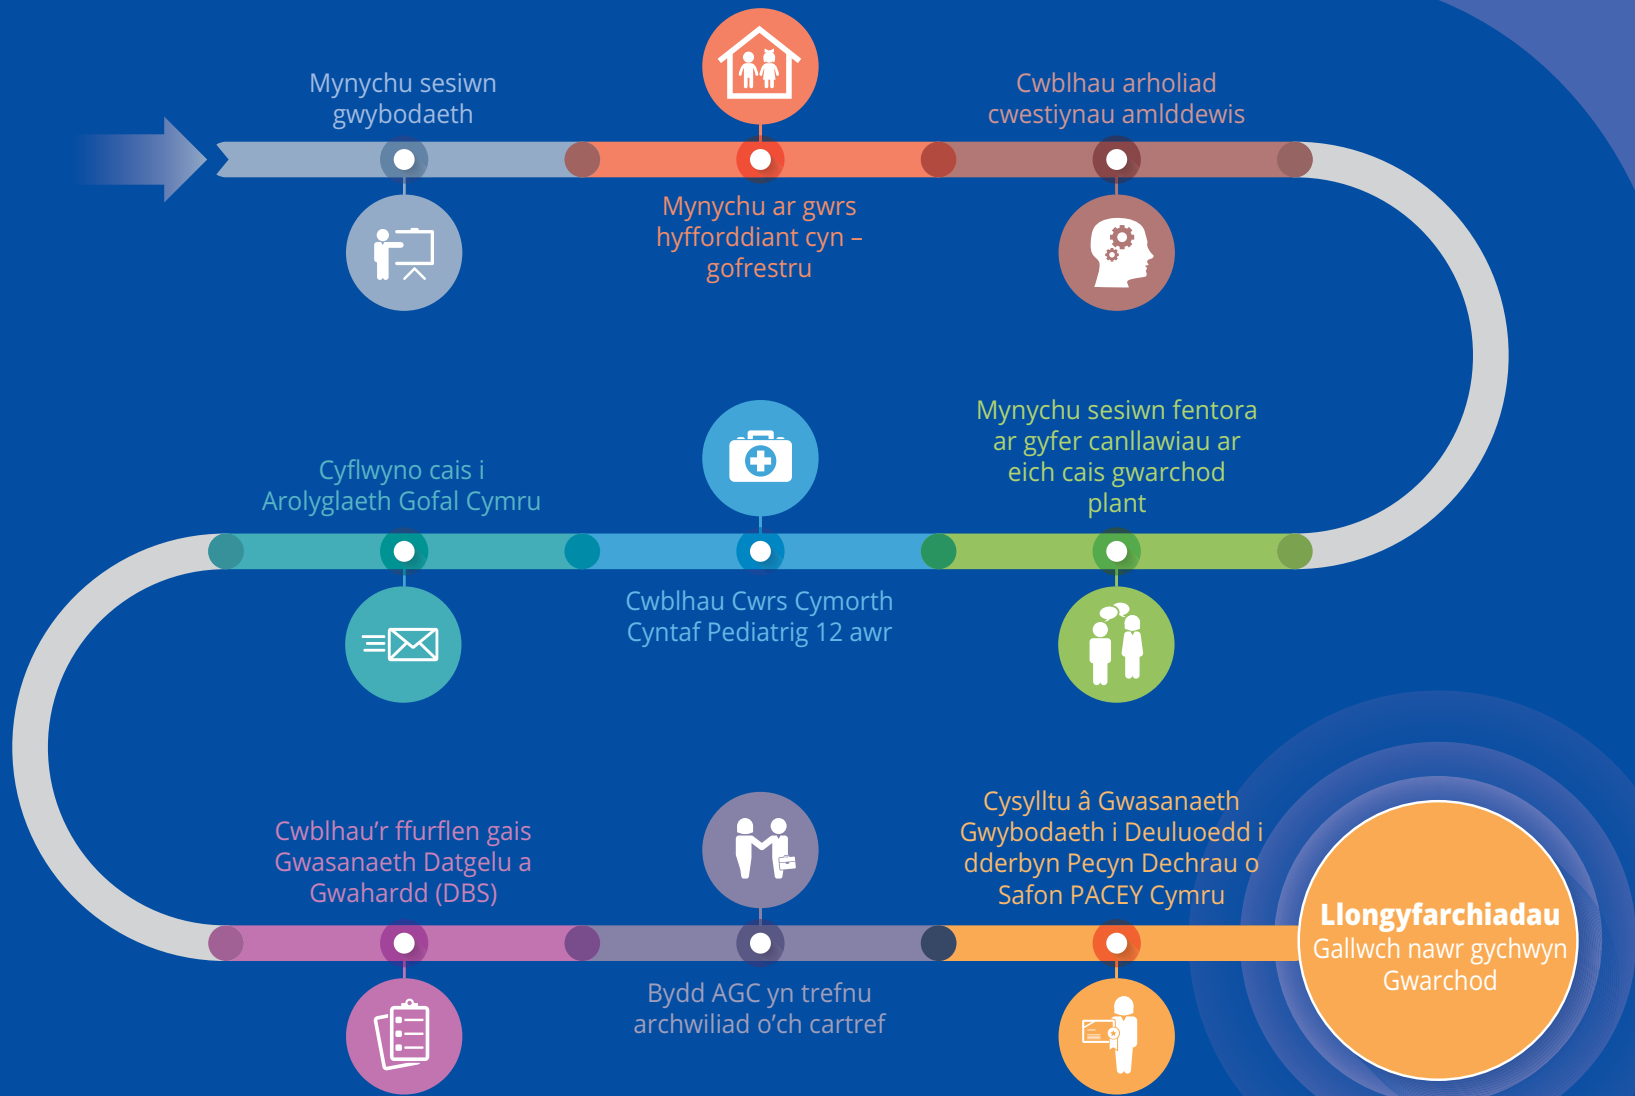 Mynychu sesiwn
gwybodaeth
Mynychu ar gwrs
hyfforddiant cyn –
gofrestru
Cwblhau arholiad
cwestiynau amlddewis
Mynychu sesiwn fentora
ar gyfer canllawiau ar
eich cais gwarchod
plant
Cwblhau Cwrs Cymorth
Cyntaf Pediatrig 12 awr
Cyflwyno cais i
Arolyglaeth Gofal Cymru
Cwblhau’r ffurflen gais
Gwasanaeth Datgelu a
Gwahardd (DBS)
Bydd AGC yn trefnu
archwiliad o’ch cartref
Cysylltu â Gwasanaeth
Gwybodaeth i Deuluoedd i
dderbyn Pecyn Dechrau o
Safon PACEY Cymru
Llongyfarchiadau
Gallwch nawr gychwyn
Gwarchod